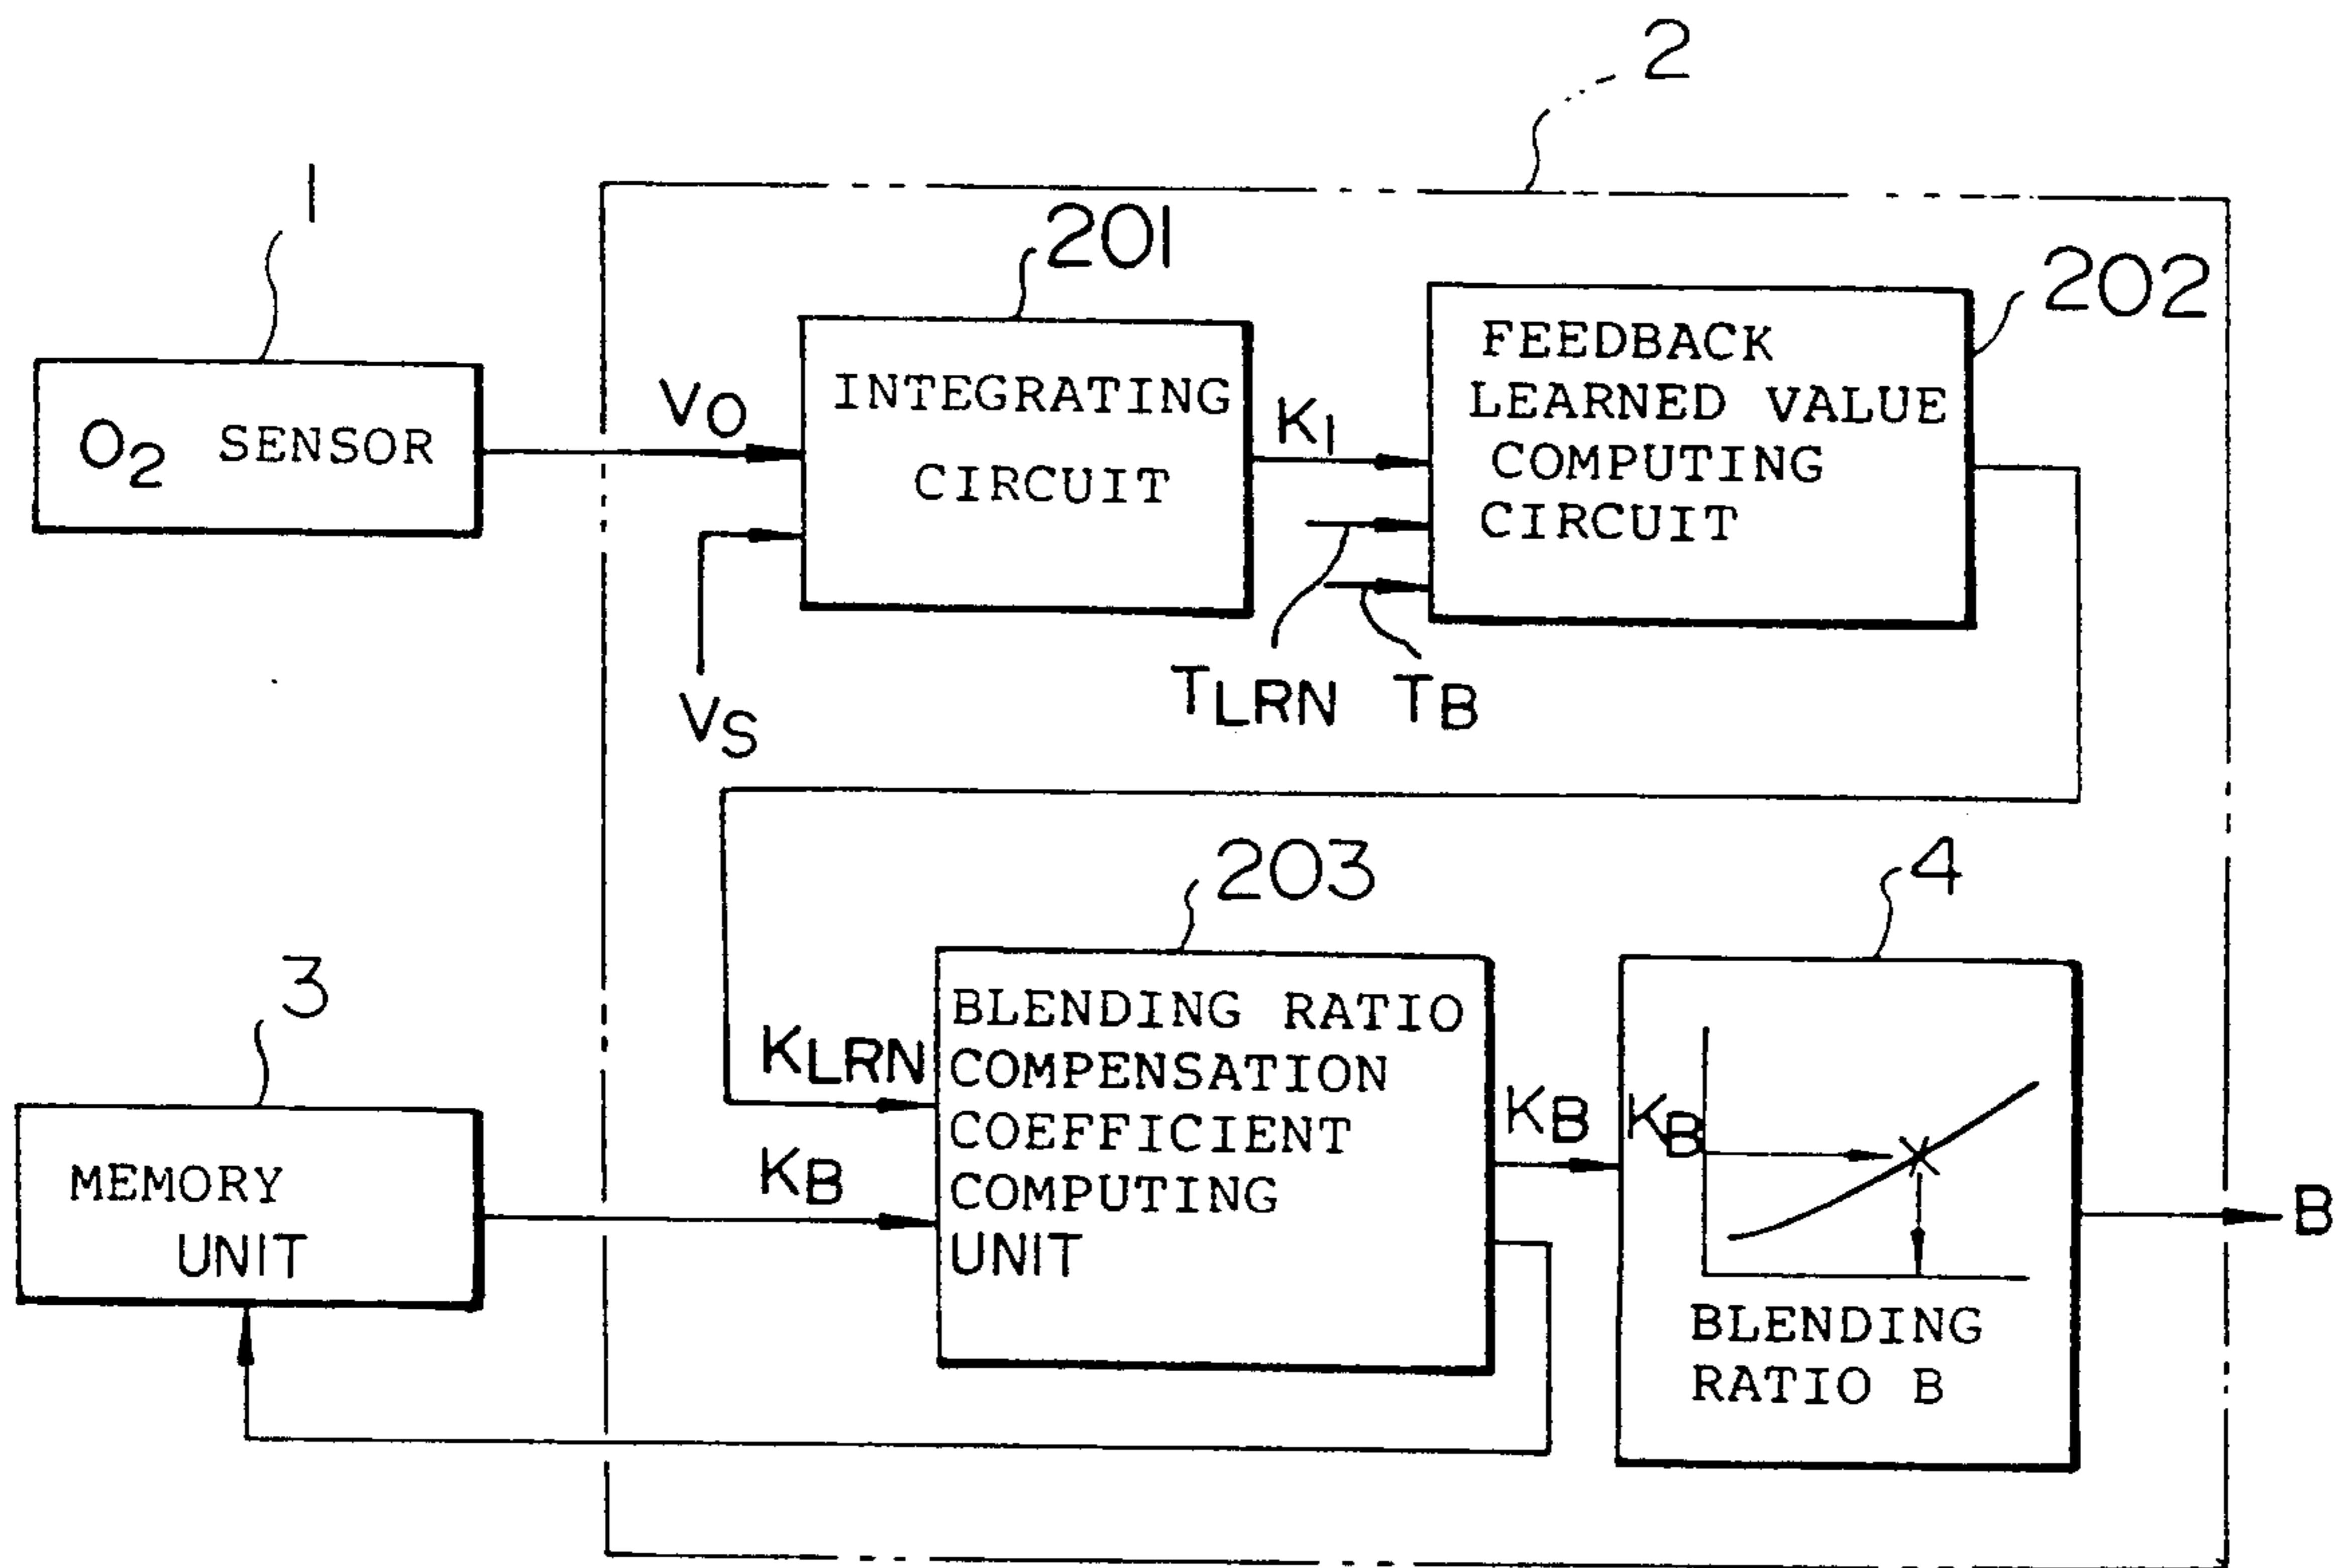 2
1
201
202
O2 SENSOR
VO
INTEGRATING
CIRCUIT
KI
FEEDBACK
LEARNED VALUE
COMPUTING
CIRCUIT
VS
TLRN
TB
203
4
3
KLRN
BLENDING RATIO
COMPENSATION
COEFFICIENT
COMPUTING
UNIT
KB
KB
KB
MEMORY
UNIT
B
BLENDING
RATIO B